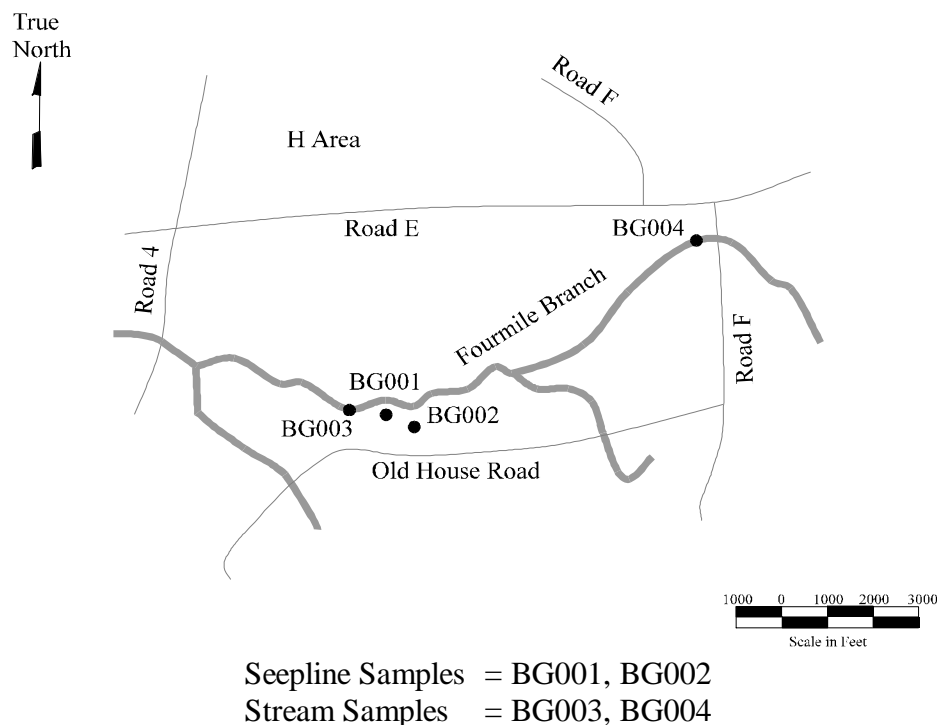 True
North
Road F
H Area
Road E
BG004
Road 4
Fourmile Branch
Road F
BG001
BG002
BG003
Old House Road
1000 0 1000 2000 3000
Scale in Feet
Seepline Samples = BG001, BG002
Stream Samples = BG003, BG004